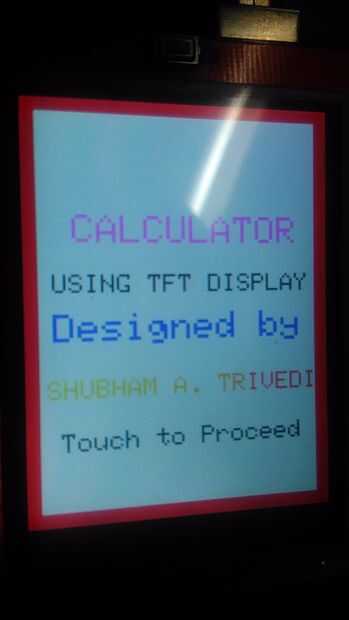 CALCULATOR
USING TFT DISPLAY
Designed by
SHUBHAM A. TRIVEDI
Touch to Proceed